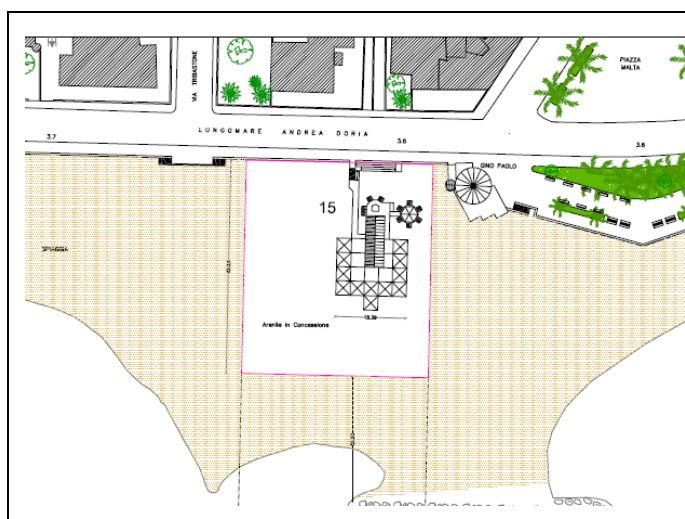 PIAZZA
MALTA
VIA TRIBASTONE
LUNGOMARE ANDREA DORIA
3.7
3.6
3.6
GINO PAOLO
15
SPIAGGIA
18.39
Arenile in Concessione